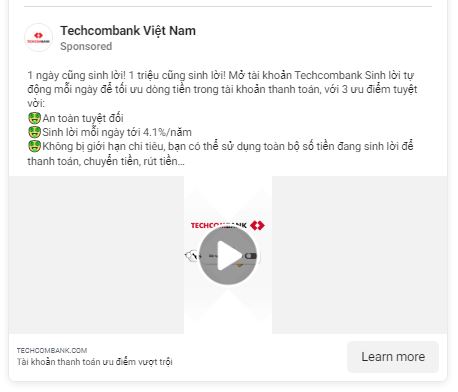 Techcombank Việt Nam
Sponsored
1 ngày cũng sinh lời! 1 triệu cũng sinh lời! Mở tài khoản Techcombank Sinh lời tự
động mỗi ngày để tối ưu dòng tiền trong tài khoản thanh toán, với 3 ưu điểm tuyệt
vời:
🤑An toàn tuyệt đối
🤑Sinh lời mỗi ngày tới 4.1%/năm
🤑Không bị giới hạn chi tiêu, bạn có thể sử dụng toàn bộ số tiền đang sinh lời để
thanh toán, chuyển tiền, rút tiền...
TECHCOMBANK
TECHCOMBANK.COM
Tài khoản thanh toán ưu điểm vượt trội
Learn more